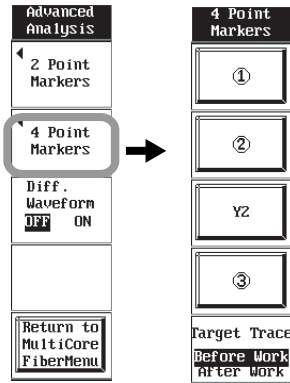 Advanced
Analysis
2 Point
Markers
4 Point
Markers
Diff.
Waveform
OFF ON
Return to
MultiCore
FiberMenu
4 Point
Markers
①
②
Y2
③
Target Trace
Before Work
After Work